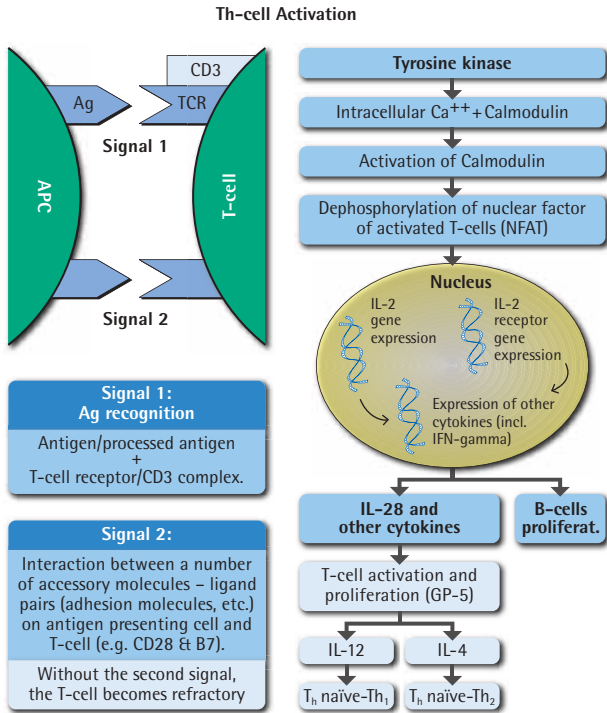 Th-cell Activation
CD3
Ag
TCR
Signal 1
APC
T-cell
Signal 2
Signal 1:
Ag recognition
Antigen/processed antigen
+
T-cell receptor/CD3 complex.
Signal 2:
Interaction between a number
of accessory molecules – ligand
pairs (adhesion molecules, etc.)
on antigen presenting cell and
T-cell (e.g. CD28 & B7).
Without the second signal,
the T-cell becomes refractory
Tyrosine kinase
Intracellular Ca⁺⁺ + Calmodulin
Activation of Calmodulin
Dephosphorylation of nuclear factor
of activated T-cells (NFAT)
Nucleus
IL-2
gene
expression
IL-2
receptor
gene
expression
Expression of other
cytokines (incl.
IFN-gamma)
IL-28 and
other cytokines
B-cells
proliferat.
T-cell activation and
proliferation (GP-5)
IL-12
IL-4
Tₕ naïve-Th₁
Tₕ naïve-Th₂